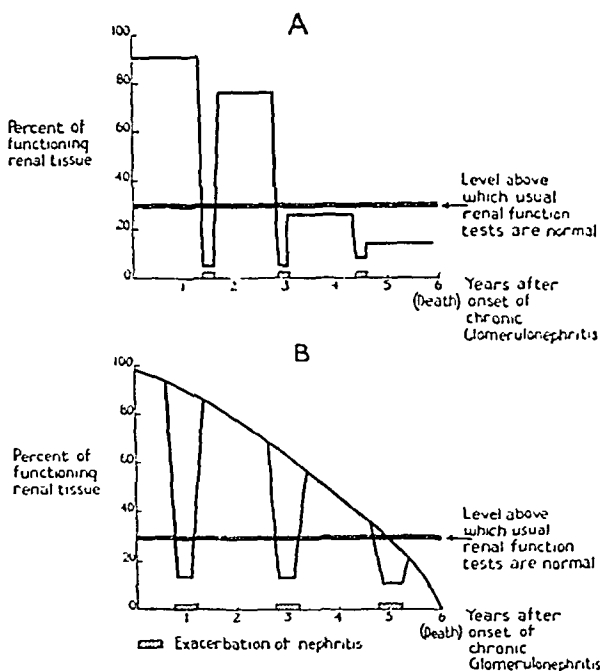 A
100
80
60
40
20
0
Percent of
functioning
renal tissue
Level above
which usual
renal function
tests are normal
1 2 3 4 5 6
(Death)
Years after
onset of
chronic
Glomerulonephritis
B
100
80
60
40
20
0
Percent of
functioning
renal tissue
Level above
which usual
renal function
tests are normal
1 2 3 4 5 6
(Death)
Years after
onset of
chronic
Glomerulonephritis
Exacerbation of nephritis